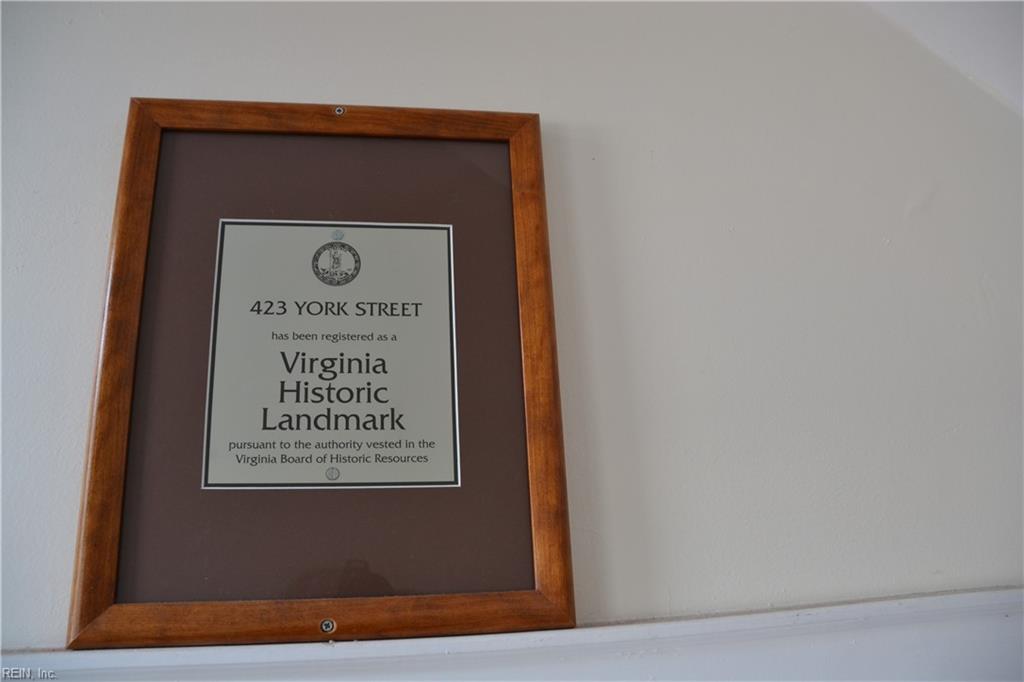 423 YORK STREET
has been registered as a
Virginia
Historic
Landmark
pursuant to the authority vested in the
Virginia Board of Historic Resources
REIN, Inc.